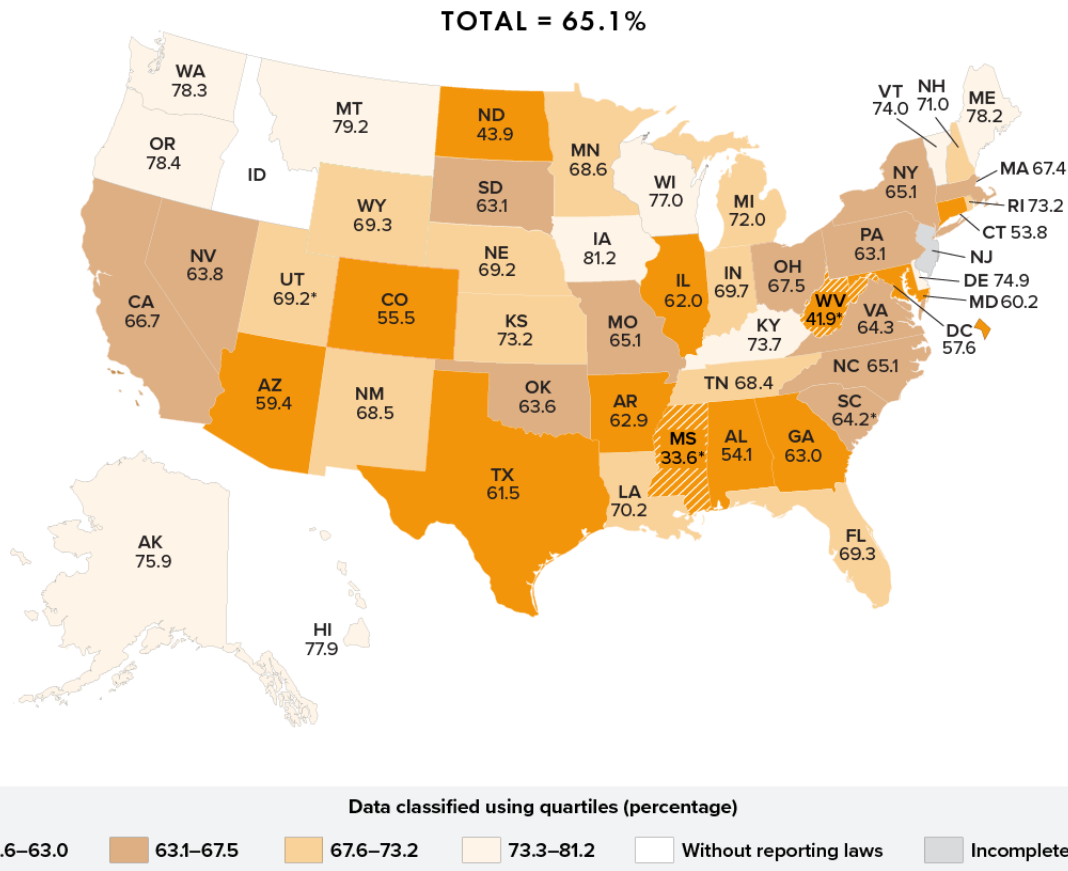 TOTAL = 65.1%
WA
78.3
OR
78.4
ID
MT
79.2
ND
43.9
SD
63.1
MN
68.6
WI
77.0
MI
72.0
VT
74.0
NH
71.0
ME
78.2
MA 67.4
RI 73.2
CT 53.8
NJ
DE 74.9
MD 60.2
DC
57.6
NY
65.1
PA
63.1
WY
69.3
NE
69.2
IA
81.2
IL
62.0
IN
69.7
OH
67.5
WV
41.9*
VA
64.3
KY
73.7
NV
63.8
UT
69.2*
CO
55.5
KS
73.2
MO
65.1
CA
66.7
AZ
59.4
NM
68.5
OK
63.6
AR
62.9
TN 68.4
NC 65.1
SC
64.2*
MS
33.6*
AL
54.1
GA
63.0
TX
61.5
LA
70.2
FL
69.3
AK
75.9
HI
77.9
Data classified using quartiles (percentage)
.6–63.0 63.1–67.5 67.6–73.2 73.3–81.2 Without reporting laws Incomplete